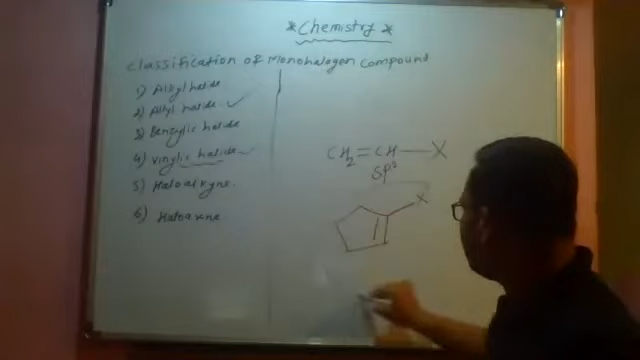 *Chemistry*
Classification of Monohalogen Compound
1) Alkyl halide
2) Allyl halide ✓
3) Benzylic halide
4) Vinylic halide ✓
5) Haloalkyne.
6) Haloarene
CH₂=CH—X
sp²
X